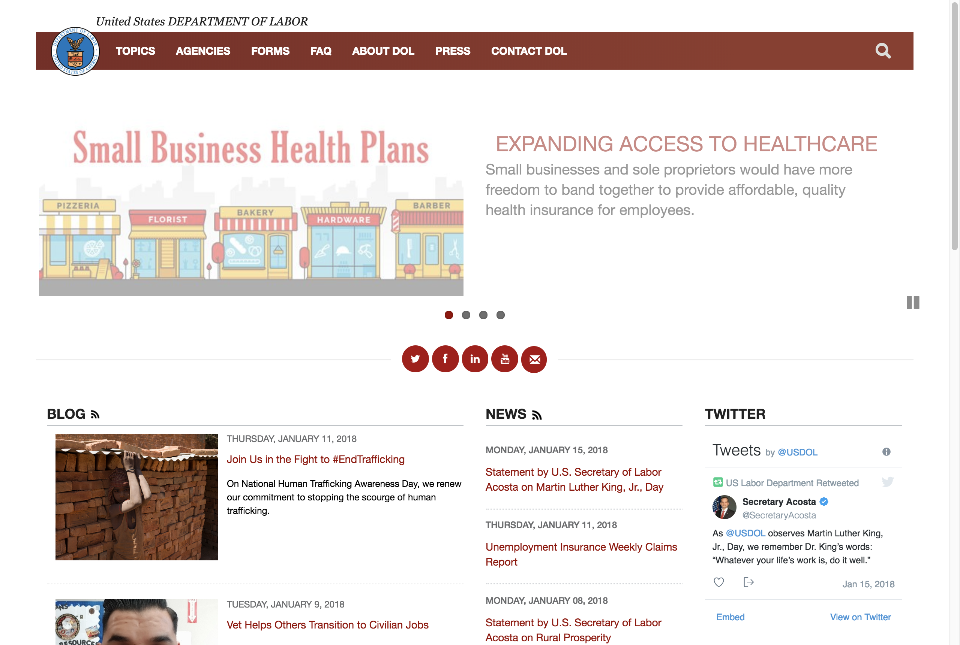 United States DEPARTMENT OF LABOR
TOPICS AGENCIES FORMS FAQ ABOUT DOL PRESS CONTACT DOL
Small Business Health Plans
PIZZERIA
FLORIST
BAKERY
HARDWARE
BARBER
EXPANDING ACCESS TO HEALTHCARE
Small businesses and sole proprietors would have more
freedom to band together to provide affordable, quality
health insurance for employees.
BLOG
THURSDAY, JANUARY 11, 2018
Join Us in the Fight to #EndTrafficking
On National Human Trafficking Awareness Day, we renew
our commitment to stopping the scourge of human
trafficking.
TUESDAY, JANUARY 9, 2018
Vet Helps Others Transition to Civilian Jobs
RESOURCES
NEWS
MONDAY, JANUARY 15, 2018
Statement by U.S. Secretary of Labor
Acosta on Martin Luther King, Jr., Day
THURSDAY, JANUARY 11, 2018
Unemployment Insurance Weekly Claims
Report
MONDAY, JANUARY 08, 2018
Statement by U.S. Secretary of Labor
Acosta on Rural Prosperity
TWITTER
Tweets by @USDOL
US Labor Department Retweeted
Secretary Acosta
@SecretaryAcosta
As @USDOL observes Martin Luther King,
Jr., Day, we remember Dr. King's words:
"Whatever your life's work is, do it well."
Jan 15, 2018
Embed
View on Twitter